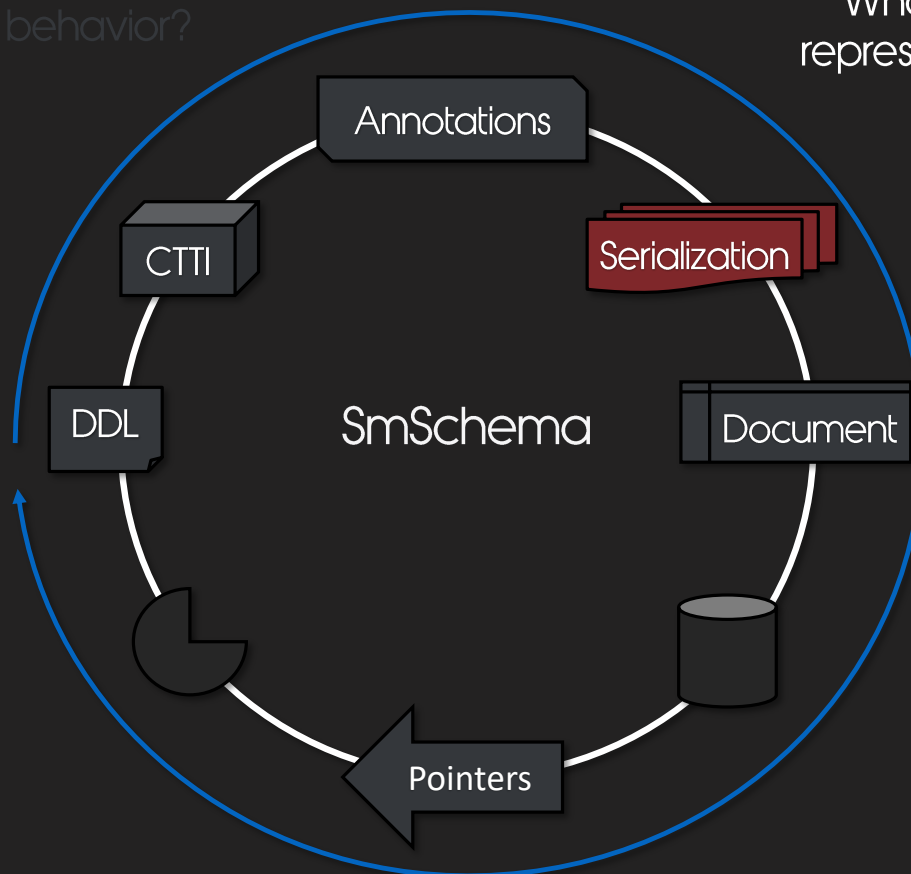 behavior?
Annotations
CTTI
Serialization
DDL
SmSchema
Document
Pointers